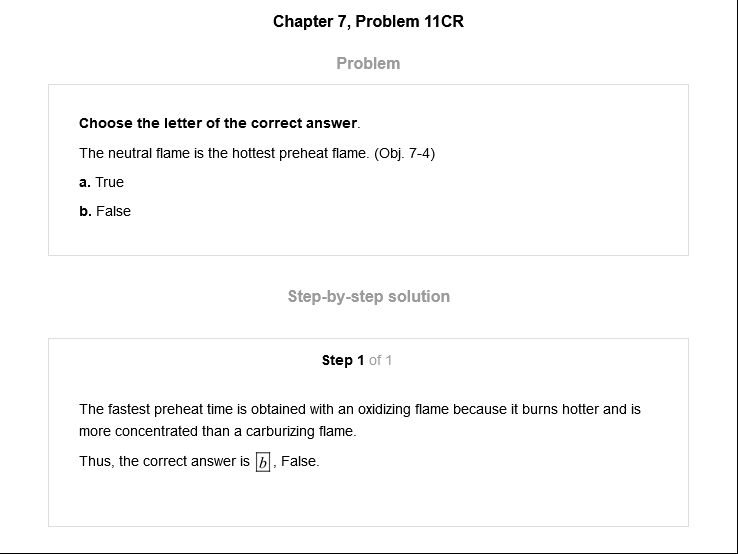 Chapter 7, Problem 11CR
Problem
Choose the letter of the correct answer.
The neutral flame is the hottest preheat flame. (Obj. 7-4)
a. True
b. False
Step-by-step solution
Step 1 of 1
The fastest preheat time is obtained with an oxidizing flame because it burns hotter and is
more concentrated than a carburizing flame.
Thus, the correct answer is b, False.